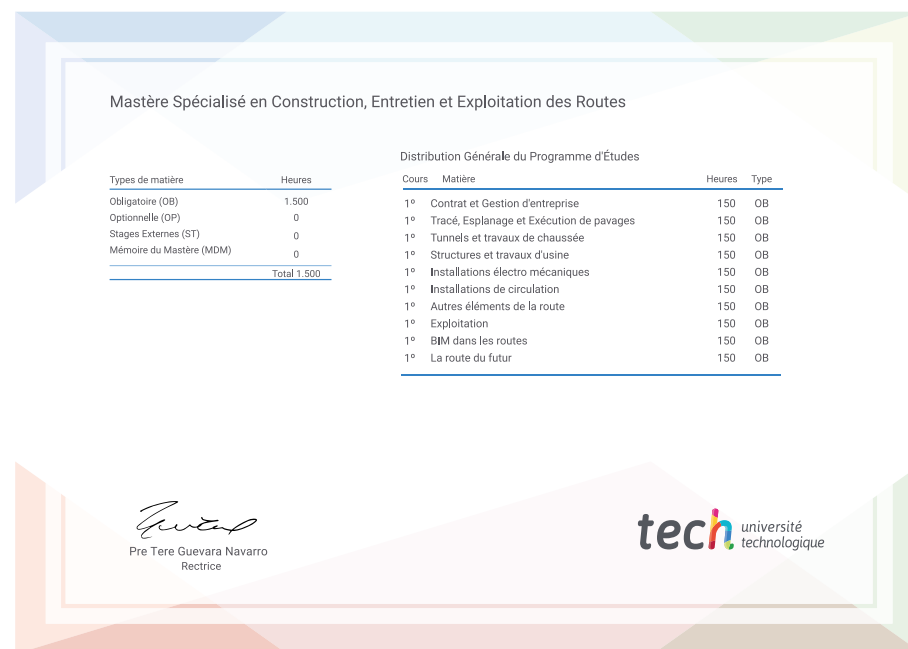 Mastère Spécialisé en Construction, Entretien et Exploitation des Routes
Types de matière Heures
Obligatoire (OB) 1.500
Optionnelle (OP) 0
Stages Externes (ST) 0
Mémoire du Mastère (MDM) 0
Total 1.500
Distribution Générale du Programme d'Études
Cours Matière Heures Type
1º Contrat et Gestion d'entreprise 150 OB
1º Tracé, Esplanage et Exécution de pavages 150 OB
1º Tunnels et travaux de chaussée 150 OB
1º Structures et travaux d'usine 150 OB
1º Installations électro mécaniques 150 OB
1º Installations de circulation 150 OB
1º Autres éléments de la route 150 OB
1º Exploitation 150 OB
1º BIM dans les routes 150 OB
1º La route du futur 150 OB
Pre Tere Guevara Navarro
Rectrice
tech université
technologique